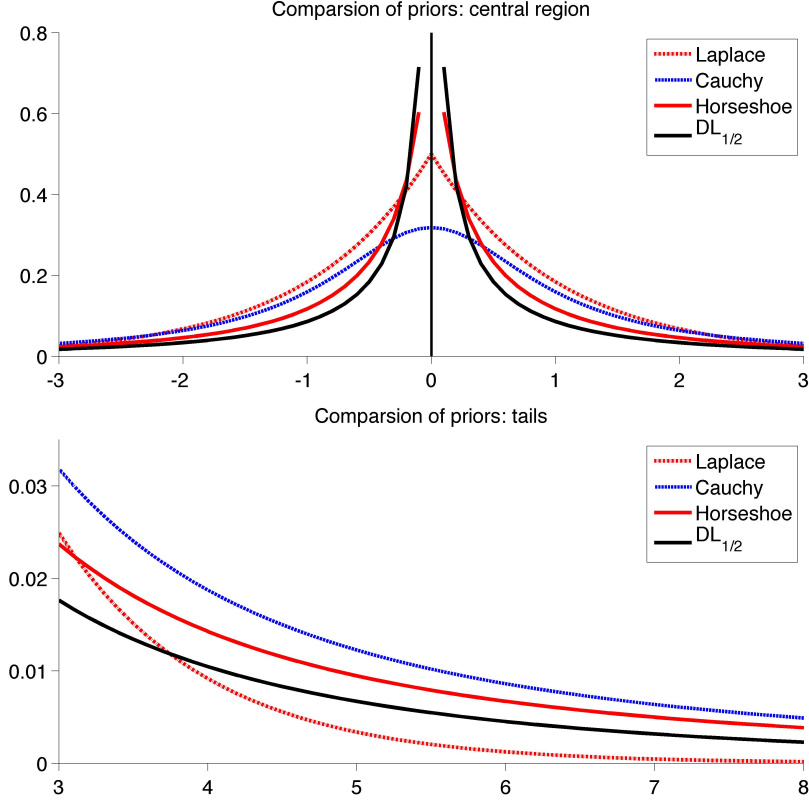 Comparsion of priors: central region
0.8
0.6
0.4
0.2
0
-3 -2 -1 0 1 2 3
Laplace
Cauchy
Horseshoe
DL1/2
Comparsion of priors: tails
0.03
0.02
0.01
0
3 4 5 6 7 8
Laplace
Cauchy
Horseshoe
DL1/2